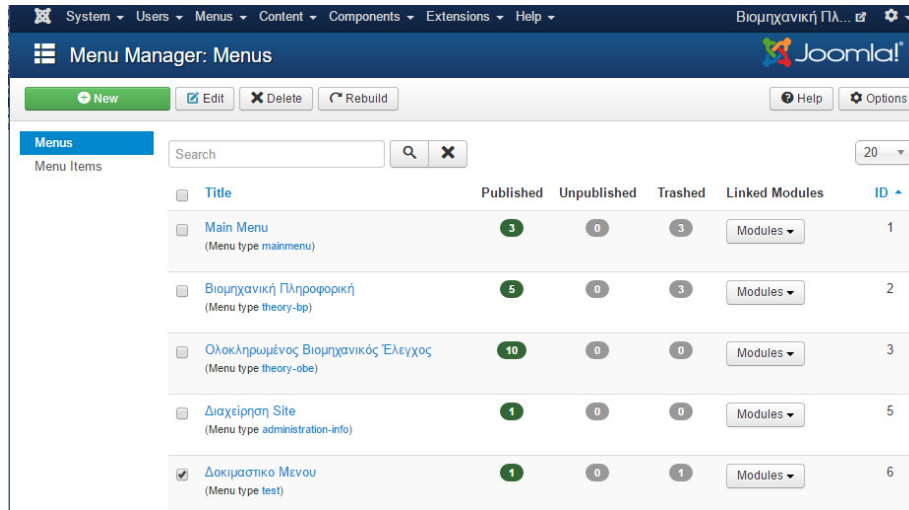 System Users Menus Content Components Extensions Help Βιομηχανική Πλ...
Menu Manager: Menus Joomla!
New Edit Delete Rebuild Help Options
Menus
Menu Items
Search 20
Title Published Unpublished Trashed Linked Modules ID
Main Menu 3 0 3 Modules 1
(Menu type mainmenu)
Βιομηχανική Πληροφορική 5 0 3 Modules 2
(Menu type theory-bp)
Ολοκληρωμένος Βιομηχανικός Έλεγχος 10 0 0 Modules 3
(Menu type theory-obe)
Διαχείρηση Site 1 0 0 Modules 5
(Menu type administration-info)
Δοκιμαστικο Μενου 1 0 1 Modules 6
(Menu type test)